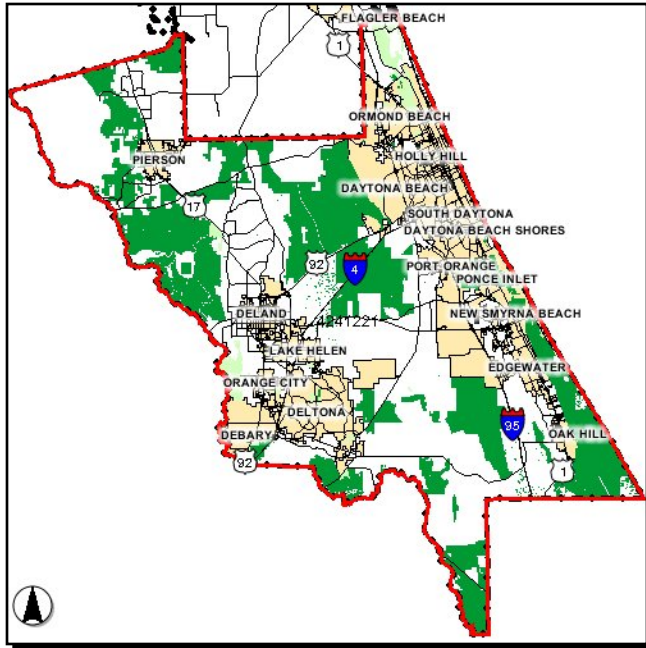 FLAGLER BEACH
1
ORMOND BEACH
HOLLY HILL
PIERSON
DAYTONA BEACH
17
SOUTH DAYTONA
DAYTONA BEACH SHORES
92
4
PORT ORANGE
PONCE INLET
DELAND
4241221
NEW SMYRNA BEACH
LAKE HELEN
EDGEWATER
ORANGE CITY
DELTONA
95
DEBARY
OAK HILL
92
1